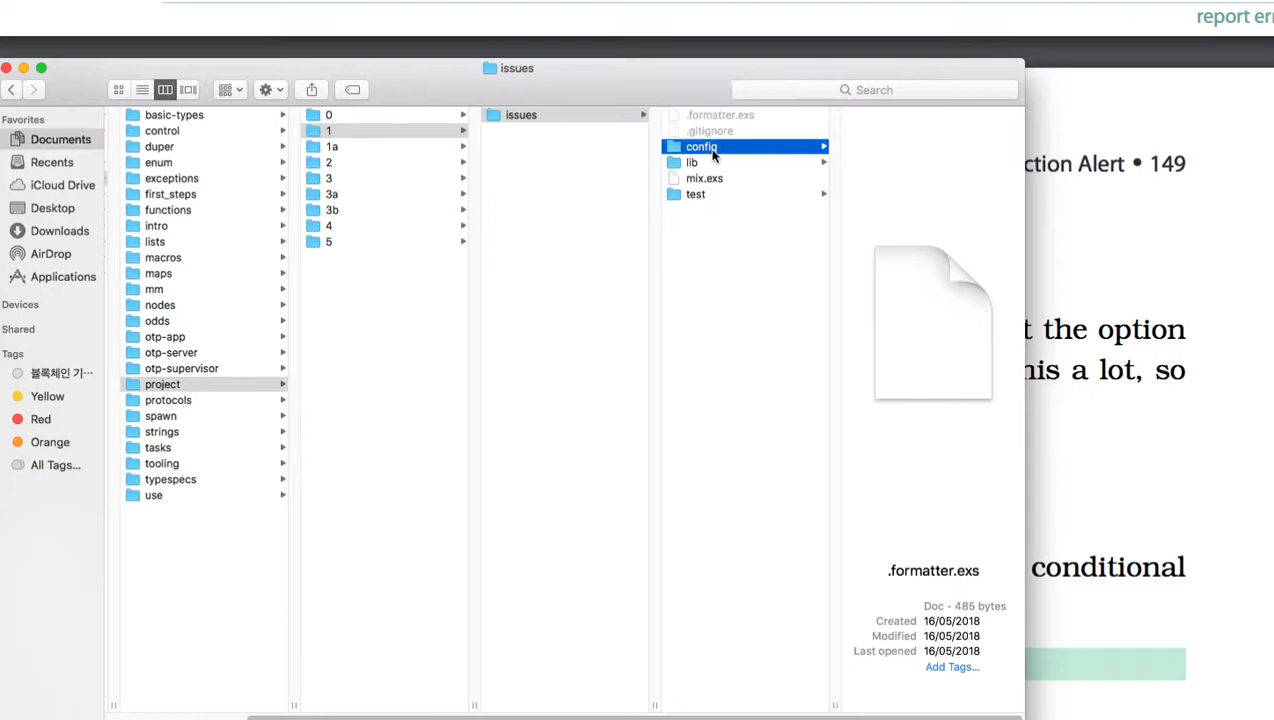 report er
issues
Search
Favorites
Documents
Recents
iCloud Drive
Desktop
Downloads
AirDrop
Applications
Devices
Shared
Tags
블록체인 기···
Yellow
Red
Orange
All Tags...
basic-types
control
duper
enum
exceptions
first_steps
functions
intro
lists
macros
maps
mm
nodes
odds
otp-app
otp-server
otp-supervisor
project
protocols
spawn
strings
tasks
tooling
typespecs
use
0
1
1a
2
3
3a
3b
4
5
issues
.formatter.exs
.gitignore
config
lib
mix.exs
test
.formatter.exs
Doc - 485 bytes
Created 16/05/2018
Modified 16/05/2018
Last opened 16/05/2018
Add Tags...
ction Alert • 149
t the option
his a lot, so
conditional